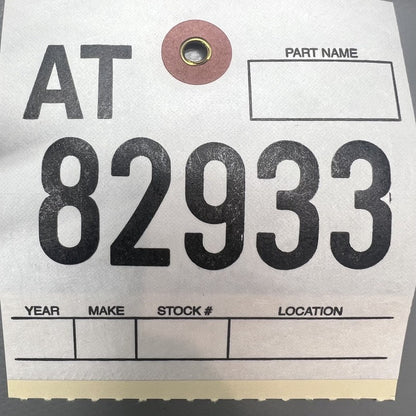 AT
PART NAME
82933
YEAR MAKE STOCK # LOCATION